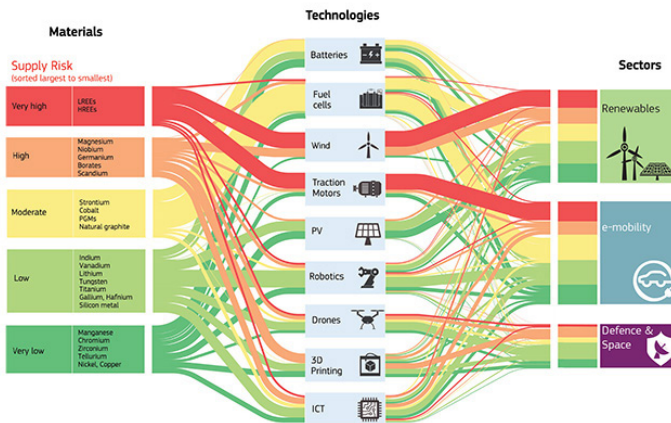 Materials
Technologies
Sectors
Supply Risk
(sorted largest to smallest)
Very high
LREEs
HREEs
High
Magnesium
Niobium
Germanium
Borates
Scandium
Moderate
Strontium
Cobalt
PGMs
Natural graphite
Low
Indium
Vanadium
Lithium
Tungsten
Titanium
Gallium, Hafnium
Silicon metal
Very low
Manganese
Chromium
Zirconium
Tellurium
Nickel, Copper
Batteries
Fuel
cells
Wind
Traction
Motors
PV
Robotics
Drones
3D
Printing
ICT
Renewables
e-mobility
Defence &
Space